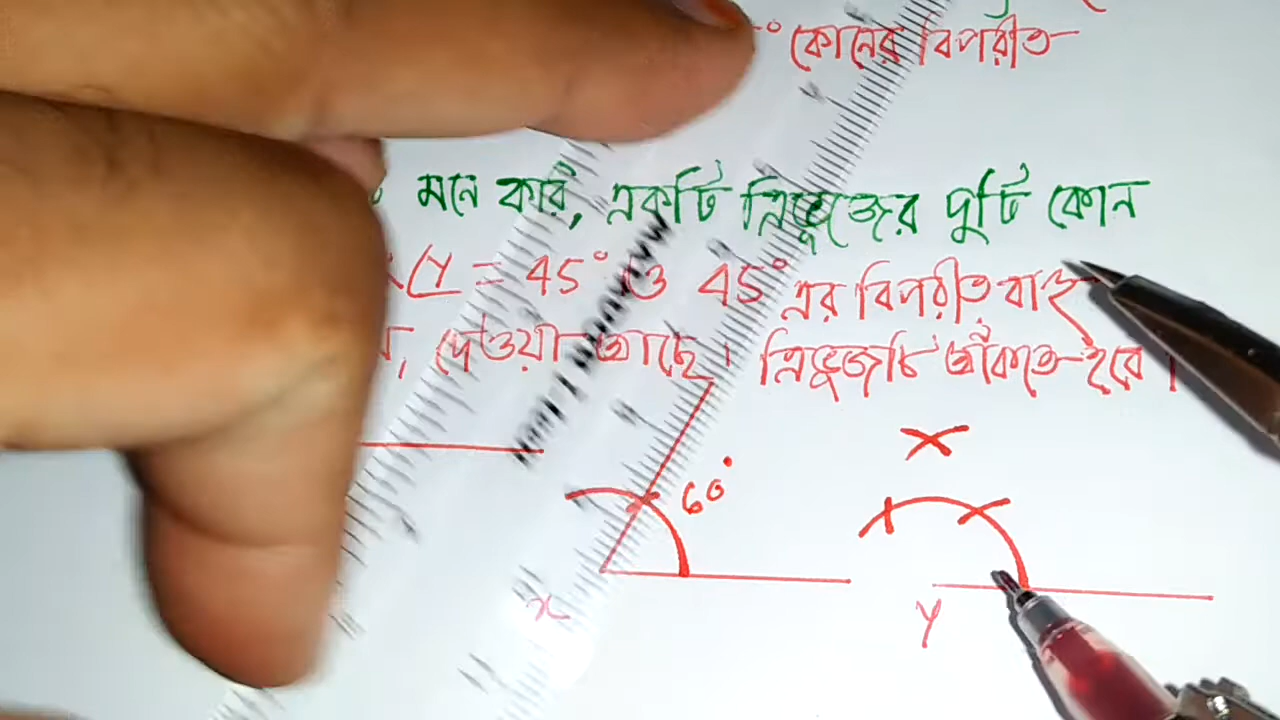 ° কোনের বিপরীত
মনে করি, একটি ত্রিভুজের দুটি কোন
∠y = 45° ও 45° এর বিপরীত বাহু
দেওয়া আছে। ত্রিভুজটি আঁকতে হবে।
60°
x
y